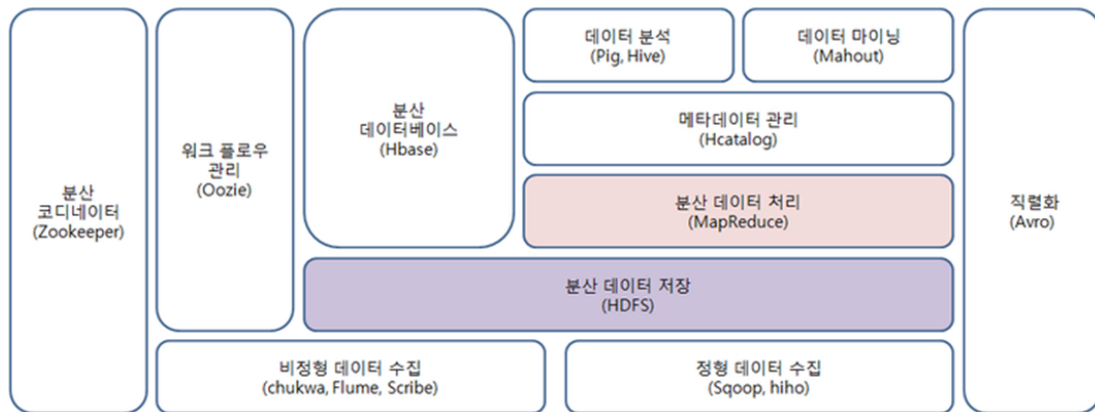 분산
코디네이터
(Zookeeper)
워크 플로우
관리
(Oozie)
분산
데이터베이스
(Hbase)
데이터 분석
(Pig, Hive)
데이터 마이닝
(Mahout)
메타데이터 관리
(Hcatalog)
분산 데이터 처리
(MapReduce)
분산 데이터 저장
(HDFS)
비정형 데이터 수집
(chukwa, Flume, Scribe)
정형 데이터 수집
(Sqoop, hiho)
직렬화
(Avro)